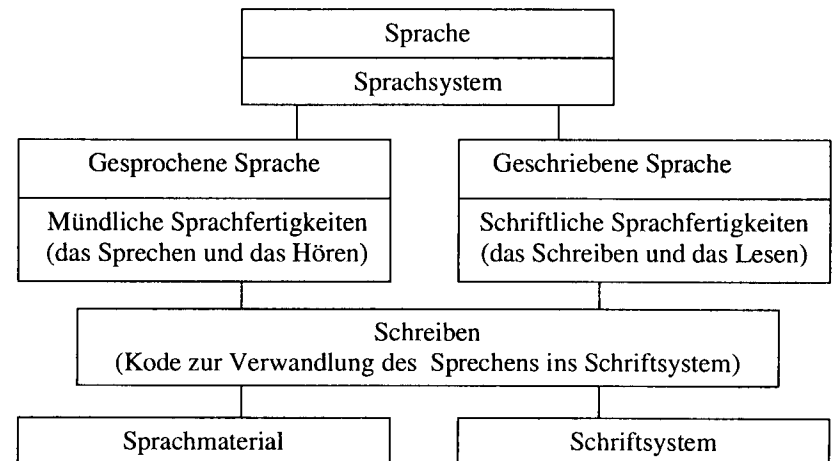 Sprache
Sprachsystem
Gesprochene Sprache
Mündliche Sprachfertigkeiten
(das Sprechen und das Hören)
Geschriebene Sprache
Schriftliche Sprachfertigkeiten
(das Schreiben und das Lesen)
Schreiben
(Kode zur Verwandlung des Sprechens ins Schriftsystem)
Sprachmaterial
Schriftsystem